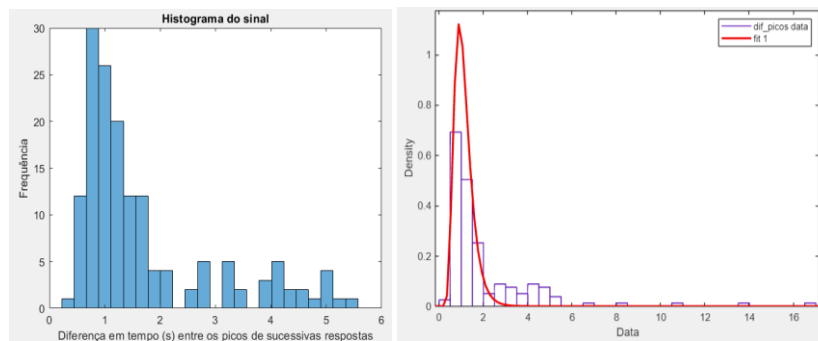 Histograma do sinal
30
25
20
15
10
5
0
Frequência
0 1 2 3 4 5 6
Diferença em tempo (s) entre os picos de sucessivas respostas
dif_picos data
fit 1
1
0.8
0.6
0.4
0.2
0
Density
0 2 4 6 8 10 12 14 16
Data